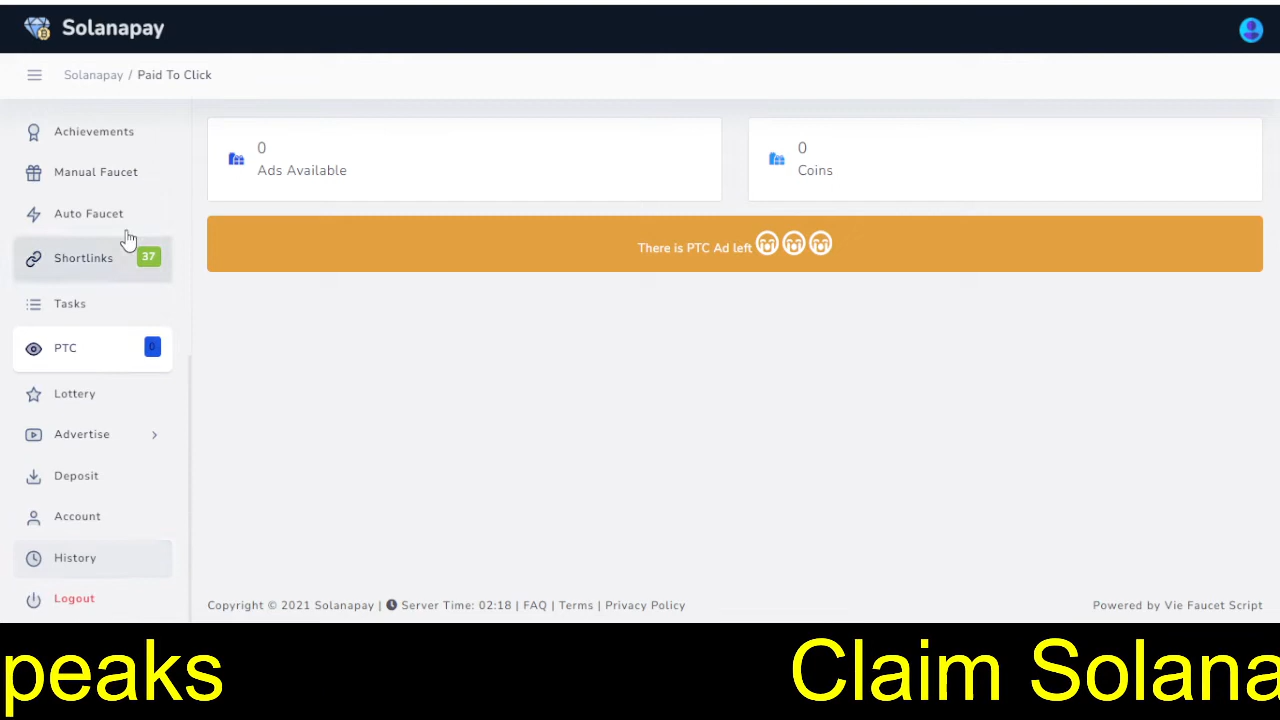 Solanapay
Solanapay / Paid To Click
Achievements
Manual Faucet
Auto Faucet
Shortlinks 37
Tasks
PTC 0
Lottery
Advertise
Deposit
Account
History
Logout
0
Ads Available
0
Coins
There is PTC Ad left
Copyright © 2021 Solanapay | Server Time: 02:18 | FAQ | Terms | Privacy Policy
Powered by Vie Faucet Script
peaks Claim Solana